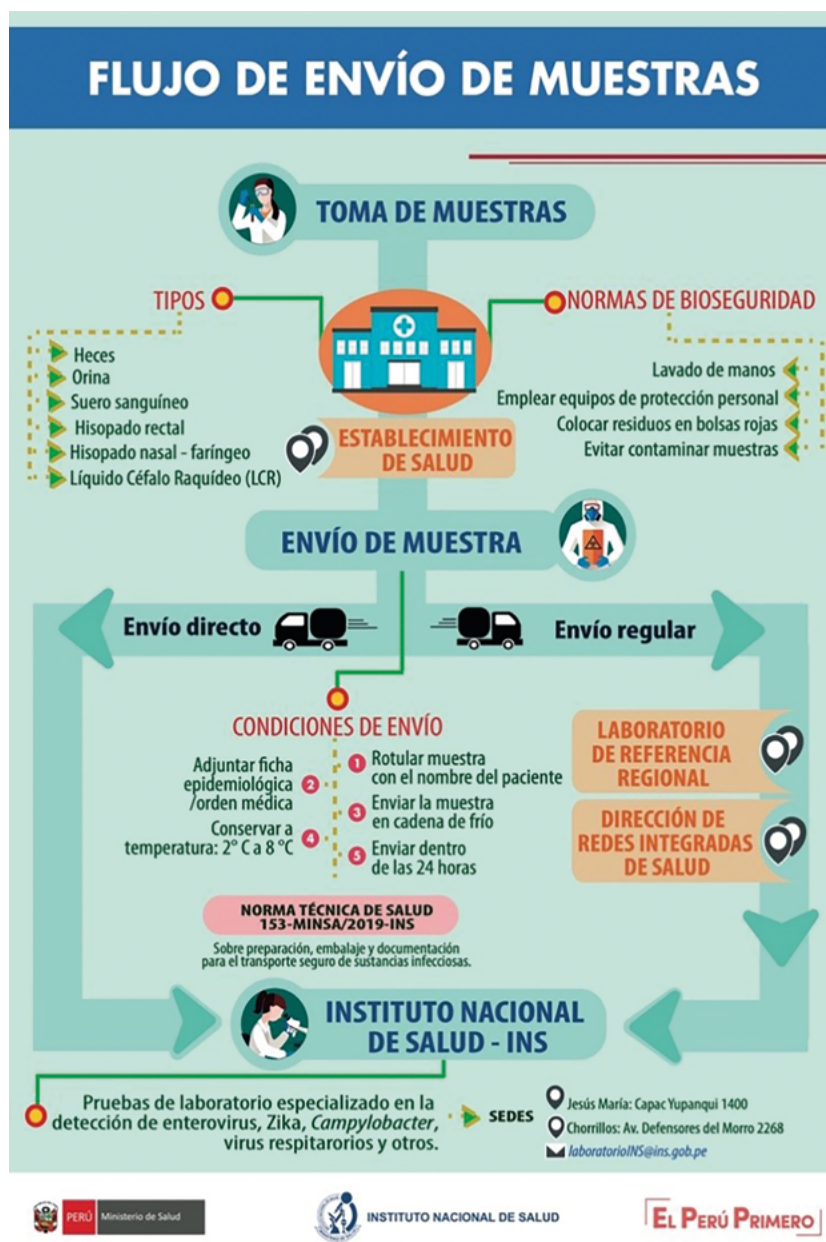 FLUJO DE ENVÍO DE MUESTRAS
TOMA DE MUESTRAS
TIPOS
Heces
Orina
Suero sanguíneo
Hisopado rectal
Hisopado nasal - faríngeo
Líquido Céfalo Raquídeo (LCR)
NORMAS DE BIOSEGURIDAD
Lavado de manos
Emplear equipos de protección personal
Colocar residuos en bolsas rojas
Evitar contaminar muestras
ESTABLECIMIENTO
DE SALUD
ENVÍO DE MUESTRA
Envío directo
Envío regular
CONDICIONES DE ENVÍO
1 Rotular muestra
con el nombre del paciente
Adjuntar ficha
epidemiológica 2
/orden médica
3 Enviar la muestra
en cadena de frío
Conservar a 4
temperatura: 2° C a 8 °C
5 Enviar dentro
de las 24 horas
LABORATORIO
DE REFERENCIA
REGIONAL
DIRECCIÓN DE
REDES INTEGRADAS
DE SALUD
NORMA TÉCNICA DE SALUD
153-MINSA/2019-INS
Sobre preparación, embalaje y documentación
para el transporte seguro de sustancias infecciosas.
INSTITUTO NACIONAL
DE SALUD - INS
Pruebas de laboratorio especializado en la
detección de enterovirus, Zika, Campylobacter,
virus respitarorios y otros.
SEDES
Jesús María: Capac Yupanqui 1400
Chorrillos: Av. Defensores del Morro 2268
laboratorioINS@ins.gob.pe
PERÚ Ministerio de Salud
INSTITUTO NACIONAL DE SALUD
EL PERÚ PRIMERO